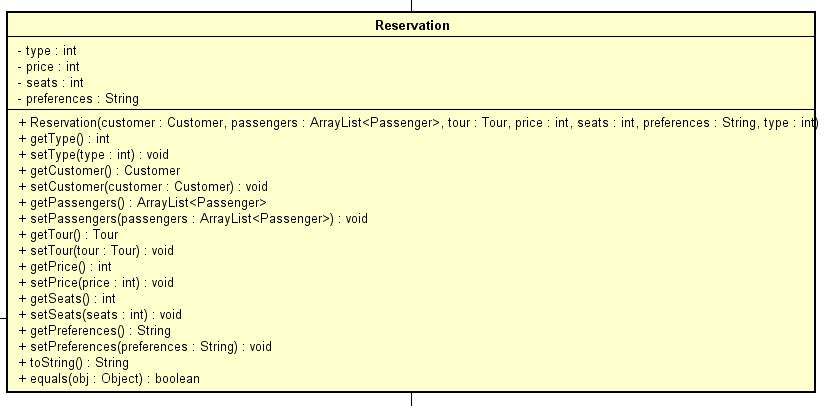 Reservation
- type : int
- price : int
- seats : int
- preferences : String
+ Reservation(customer : Customer, passengers : ArrayList<Passenger>, tour : Tour, price : int, seats : int, preferences : String, type : int)
+ getType() : int
+ setType(type : int) : void
+ getCustomer() : Customer
+ setCustomer(customer : Customer) : void
+ getPassengers() : ArrayList<Passenger>
+ setPassengers(passengers : ArrayList<Passenger>) : void
+ getTour() : Tour
+ setTour(tour : Tour) : void
+ getPrice() : int
+ setPrice(price : int) : void
+ getSeats() : int
+ setSeats(seats : int) : void
+ getPreferences() : String
+ setPreferences(preferences : String) : void
+ toString() : String
+ equals(obj : Object) : boolean